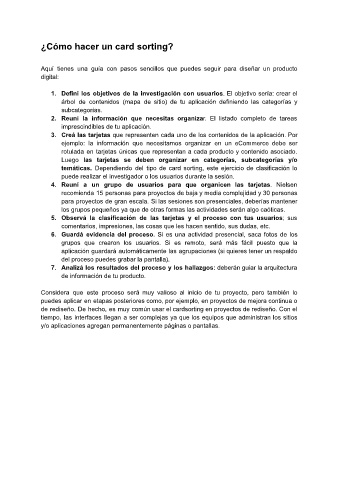 ¿Cómo hacer un card sorting?
Aquí tienes una guía con pasos sencillos que puedes seguir para diseñar un producto
digital:
1. Definí los objetivos de la investigación con usuarios. El objetivo sería: crear el
árbol de contenidos (mapa de sitio) de tu aplicación definiendo las categorías y
subcategorías.
2. Reuní la información que necesitas organizar. El listado completo de tareas
imprescindibles de tu aplicación.
3. Creá las tarjetas que representen cada uno de los contenidos de la aplicación. Por
ejemplo: la información que necesitamos organizar en un eCommerce debe ser
rotulada en tarjetas únicas que representan a cada producto y contenido asociado.
Luego las tarjetas se deben organizar en categorías, subcategorías y/o
temáticas. Dependiendo del tipo de card sorting, este ejercicio de clasificación lo
puede realizar el investigador o los usuarios durante la sesión.
4. Reuní a un grupo de usuarios para que organicen las tarjetas. Nielsen
recomienda 15 personas para proyectos de baja y media complejidad y 30 personas
para proyectos de gran escala. Si las sesiones son presenciales, deberías mantener
los grupos pequeños ya que de otras formas las actividades serán algo caóticas.
5. Observá la clasificación de las tarjetas y el proceso con tus usuarios, sus
comentarios, impresiones, las cosas que les hacen sentido, sus dudas, etc.
6. Guardá evidencia del proceso. Si es una actividad presencial, saca fotos de los
grupos que crearon los usuarios. Si es remoto, será más fácil puesto que la
aplicación guardará automáticamente las agrupaciones (si quieres tener un respaldo
del proceso puedes grabar la pantalla).
7. Analizá los resultados del proceso y los hallazgos: deberán guiar la arquitectura
de información de tu producto.
Considera que este proceso será muy valioso al inicio de tu proyecto, pero también lo
puedes aplicar en etapas posteriores como, por ejemplo, en proyectos de mejora continua o
de rediseño. De hecho, es muy común usar el cardsorting en proyectos de rediseño. Con el
tiempo, las interfaces llegan a ser complejas ya que los equipos que administran los sitios
y/o aplicaciones agregan permanentemente páginas o pantallas.